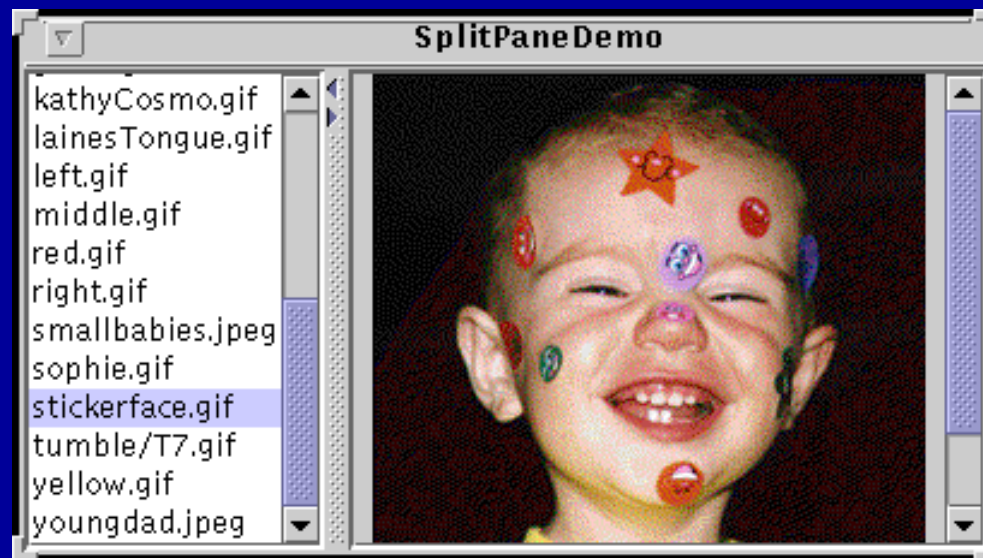 SplitPaneDemo
kathyCosmo.gif
lainesTongue.gif
left.gif
middle.gif
red.gif
right.gif
smallbabies.jpeg
sophie.gif
stickerface.gif
tumble/T7.gif
yellow.gif
youngdad.jpeg